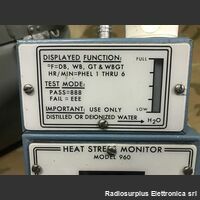 DISPLAYED FUNCTION:
°F=DB, WB, GT & WBGT
HR/MIN=PHEL 1 THRU 6
TEST MODE:
PASS=888
FAIL = EEE
IMPORTANT: USE ONLY
DISTILLED OR DEIONIZED WATER
FULL
LOW
H2O
HEAT STRESS MONITOR
MODEL 960
Radiosurplus Elettronica srl